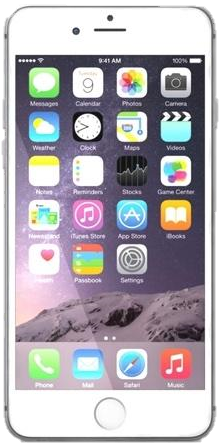 9:41 AM 100%
Tuesday
9
Messages Calendar Photos Camera
Weather Clock Maps Videos
Notes Reminders Stocks Game Center
Newsstand iTunes Store App Store iBooks
Health Passbook Settings
Phone Mail Safari Music